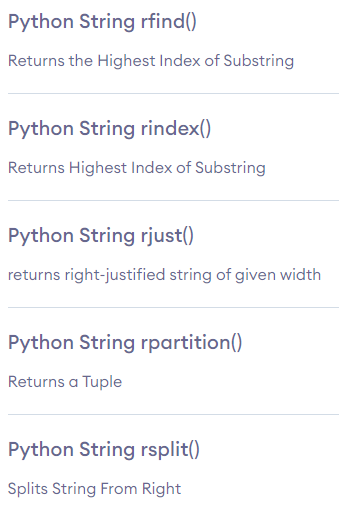 Python String rfind()
Returns the Highest Index of Substring
Python String rindex()
Returns Highest Index of Substring
Python String rjust()
returns right-justified string of given width
Python String rpartition()
Returns a Tuple
Python String rsplit()
Splits String From Right